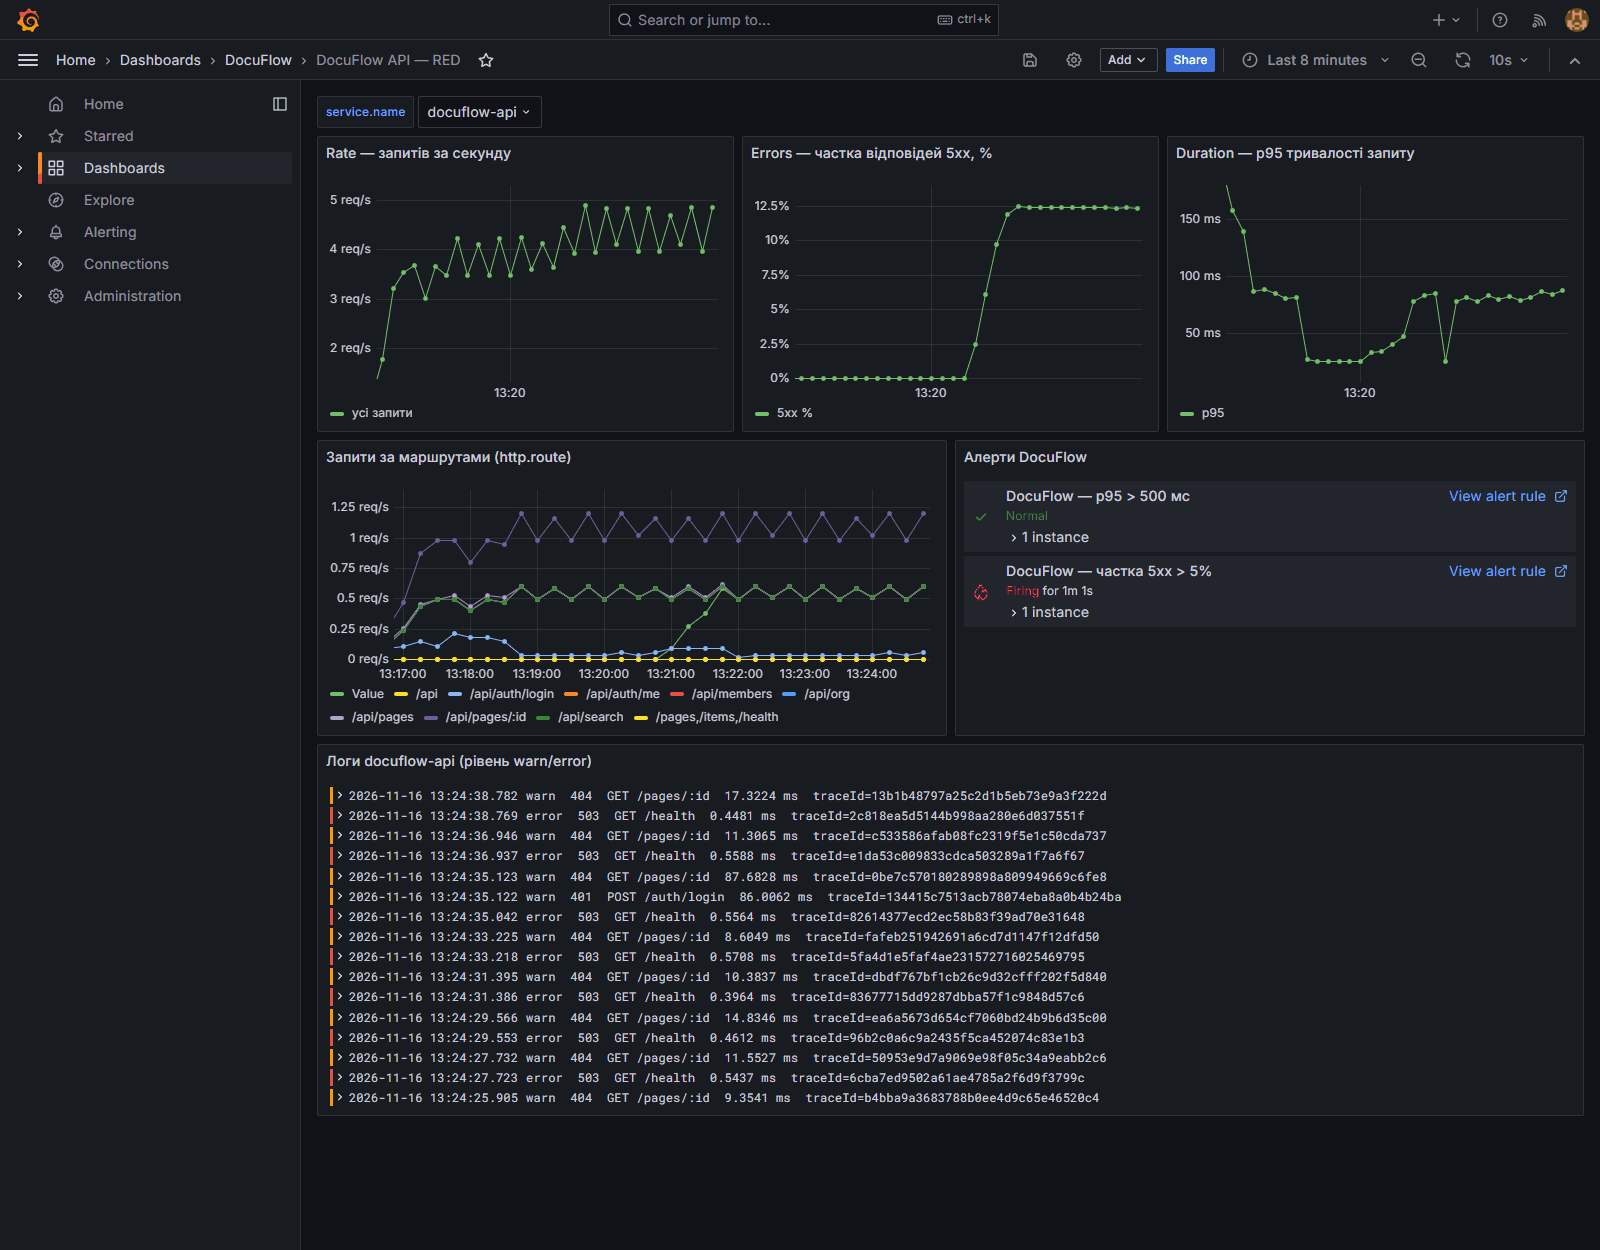 Search or jump to... ctrl+k
Home › Dashboards › DocuFlow › DocuFlow API — RED Add Share Last 8 minutes 10s
Home
Starred
Dashboards
Explore
Alerting
Connections
Administration
service.name docuflow-api
Rate — запитів за секунду
5 req/s
4 req/s
3 req/s
2 req/s
13:20
усі запити
Errors — частка відповідей 5xx, %
12.5%
10%
7.5%
5%
2.5%
0%
13:20
5xx %
Duration — p95 тривалості запиту
150 ms
100 ms
50 ms
13:20
p95
Запити за маршрутами (http.route)
1.25 req/s
1 req/s
0.75 req/s
0.5 req/s
0.25 req/s
0 req/s
13:17:00 13:18:00 13:19:00 13:20:00 13:21:00 13:22:00 13:23:00 13:24:00
Value /api /api/auth/login /api/auth/me /api/members /api/org
/api/pages /api/pages/:id /api/search /pages,/items,/health
Алерти DocuFlow
DocuFlow — p95 > 500 мс View alert rule
Normal
1 instance
DocuFlow — частка 5xx > 5% View alert rule
Firing for 1m 1s
1 instance
Логи docuflow-api (рівень warn/error)
2026-11-16 13:24:38.782 warn 404 GET /pages/:id 17.3224 ms traceId=13b1b48797a25c2d1b5eb73e9a3f222d
2026-11-16 13:24:38.769 error 503 GET /health 0.4481 ms traceId=2c818ea5d5144b998aa280e6d037551f
2026-11-16 13:24:36.946 warn 404 GET /pages/:id 11.3065 ms traceId=c533586afab08fc2319f5e1c50cda737
2026-11-16 13:24:36.937 error 503 GET /health 0.5588 ms traceId=e1da53c009833cdca503289a1f7a6f67
2026-11-16 13:24:35.123 warn 404 GET /pages/:id 87.6828 ms traceId=0be7c570180289898a809949669c6fe8
2026-11-16 13:24:35.122 warn 401 POST /auth/login 86.0062 ms traceId=134415c7513acb78074eba8a0b4b24ba
2026-11-16 13:24:35.042 error 503 GET /health 0.5564 ms traceId=82614377ecd2ec58b83f39ad70e31648
2026-11-16 13:24:33.225 warn 404 GET /pages/:id 8.6049 ms traceId=fafeb251942691a6cd7d1147f12dfd50
2026-11-16 13:24:33.218 error 503 GET /health 0.5708 ms traceId=5fa4d1e5faf4ae231572716025469795
2026-11-16 13:24:31.395 warn 404 GET /pages/:id 10.3837 ms traceId=dbdf767bf1cb26c9d32cfff202f5d840
2026-11-16 13:24:31.386 error 503 GET /health 0.3964 ms traceId=83677715dd9287dbba57f1c9848d57c6
2026-11-16 13:24:29.566 warn 404 GET /pages/:id 14.8346 ms traceId=ea6a5673d654cf7060bd24b9b6d35c00
2026-11-16 13:24:29.553 error 503 GET /health 0.4612 ms traceId=96b2c0a6c9a2435f5ca452074c83e1b3
2026-11-16 13:24:27.732 warn 404 GET /pages/:id 11.5527 ms traceId=50953e9d7a9069e98f05c34a9eabb2c6
2026-11-16 13:24:27.723 error 503 GET /health 0.5437 ms traceId=6cba7ed9502a61ae4785a2f6d9f3799c
2026-11-16 13:24:25.905 warn 404 GET /pages/:id 9.3541 ms traceId=b4bba9a3683788b0ee4d9c65e46520c4